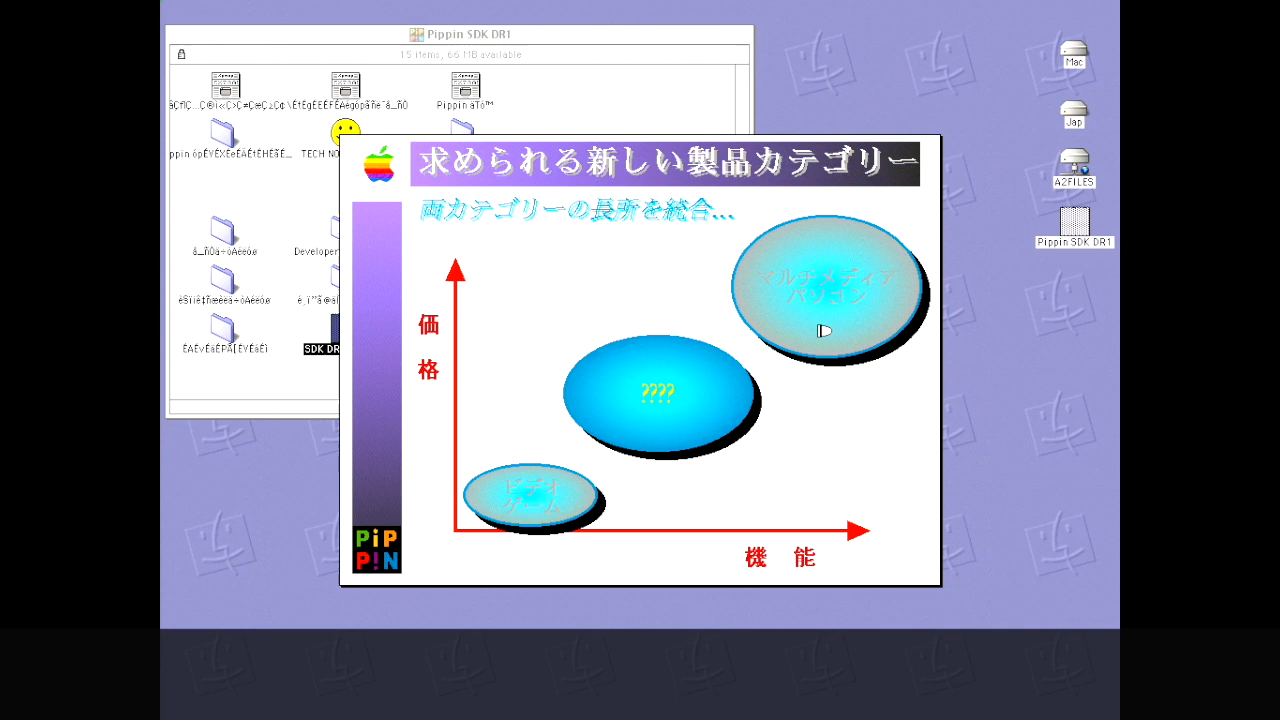 Pippin SDK DR1
15 items, 66 MB available
Pippin
TECH NO
Developer
SDK DR
求められる新しい製品カテゴリー
両カテゴリーの長所を統合...
マルチメディア
パソコン
価
格
????
ビデオ
ゲーム
機 能
PiP
P!N
Mac
Jap
A2FILES
Pippin SDK DR1